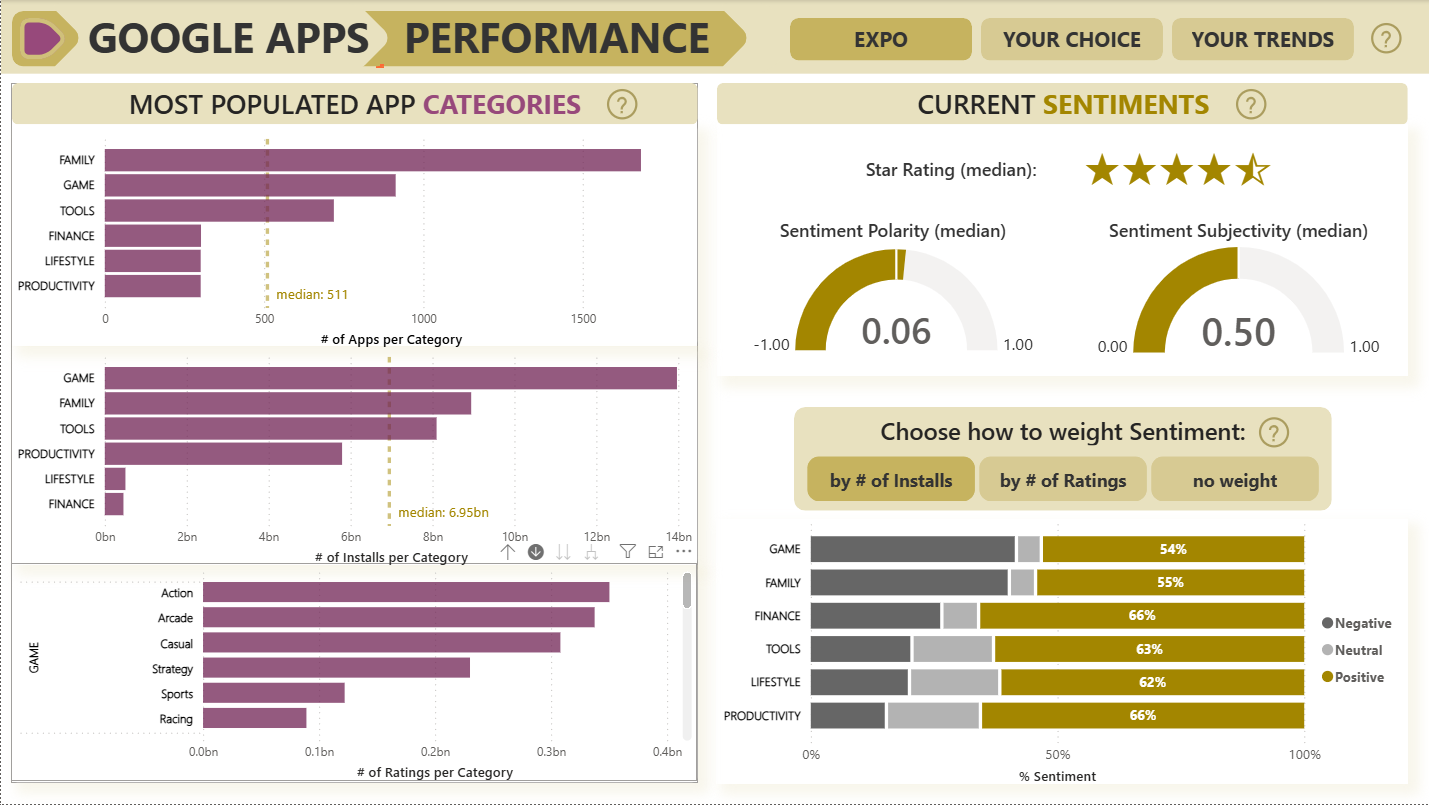 GOOGLE APPS PERFORMANCE
EXPO
YOUR CHOICE
YOUR TRENDS
?
MOST POPULATED APP CATEGORIES ?
FAMILY
GAME
TOOLS
FINANCE
LIFESTYLE
PRODUCTIVITY
median: 511
0 500 1000 1500
# of Apps per Category
GAME
FAMILY
TOOLS
PRODUCTIVITY
LIFESTYLE
FINANCE
median: 6.95bn
0bn 2bn 4bn 6bn 8bn 10bn 12bn 14bn
# of Installs per Category
GAME
Action
Arcade
Casual
Strategy
Sports
Racing
0.0bn 0.1bn 0.2bn 0.3bn 0.4bn
# of Ratings per Category
CURRENT SENTIMENTS ?
Star Rating (median):
Sentiment Polarity (median)
0.06
-1.00 1.00
Sentiment Subjectivity (median)
0.50
0.00 1.00
Choose how to weight Sentiment: ?
by # of Installs
by # of Ratings
no weight
GAME 54%
FAMILY 55%
FINANCE 66%
TOOLS 63%
LIFESTYLE 62%
PRODUCTIVITY 66%
0% 50% 100%
% Sentiment
Negative
Neutral
Positive